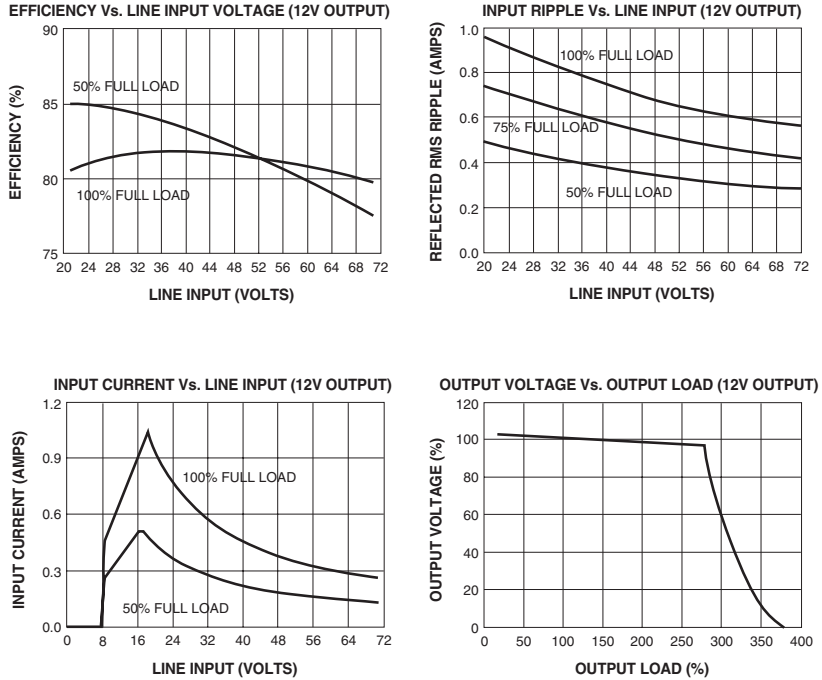 EFFICIENCY Vs. LINE INPUT VOLTAGE (12V OUTPUT)
90
85
80
75
EFFICIENCY (%)
50% FULL LOAD
100% FULL LOAD
20 24 28 32 36 40 44 48 52 56 60 64 68 72
LINE INPUT (VOLTS)
INPUT RIPPLE Vs. LINE INPUT (12V OUTPUT)
1.0
0.8
0.6
0.4
0.2
0.0
REFLECTED RMS RIPPLE (AMPS)
100% FULL LOAD
75% FULL LOAD
50% FULL LOAD
20 24 28 32 36 40 44 48 52 56 60 64 68 72
LINE INPUT (VOLTS)
INPUT CURRENT Vs. LINE INPUT (12V OUTPUT)
1.2
0.9
0.6
0.3
0.0
INPUT CURRENT (AMPS)
100% FULL LOAD
50% FULL LOAD
0 8 16 24 32 40 48 56 64 72
LINE INPUT (VOLTS)
OUTPUT VOLTAGE Vs. OUTPUT LOAD (12V OUTPUT)
120
100
80
60
40
20
0
OUTPUT VOLTAGE (%)
0 50 100 150 200 250 300 350 400
OUTPUT LOAD (%)